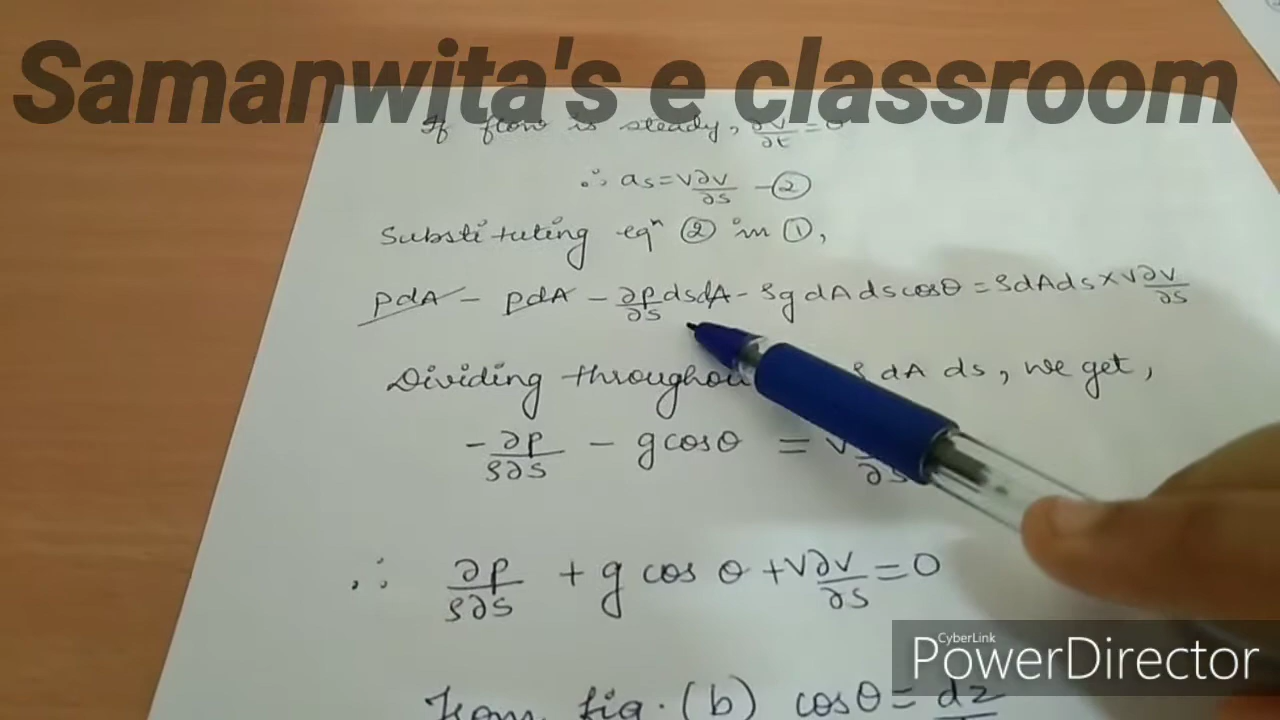 Samanwita's e classroom
If flow is steady, ∂v/∂t = 0
∴ as = v∂v/∂s - ②
Substituting eqⁿ ② in ①,
pdA - pdA - ∂p/∂s dsdA - ρg dA ds cosθ = ρdAds × v∂v/∂s
Dividing ρ dA ds, we get,
- ∂p/ρ∂s - g cosθ = v ∂s
∴ ∂p/ρ∂s + g cos θ + v∂v/∂s = 0
From fig. (b) cosθ = dz
CyberLink
PowerDirector